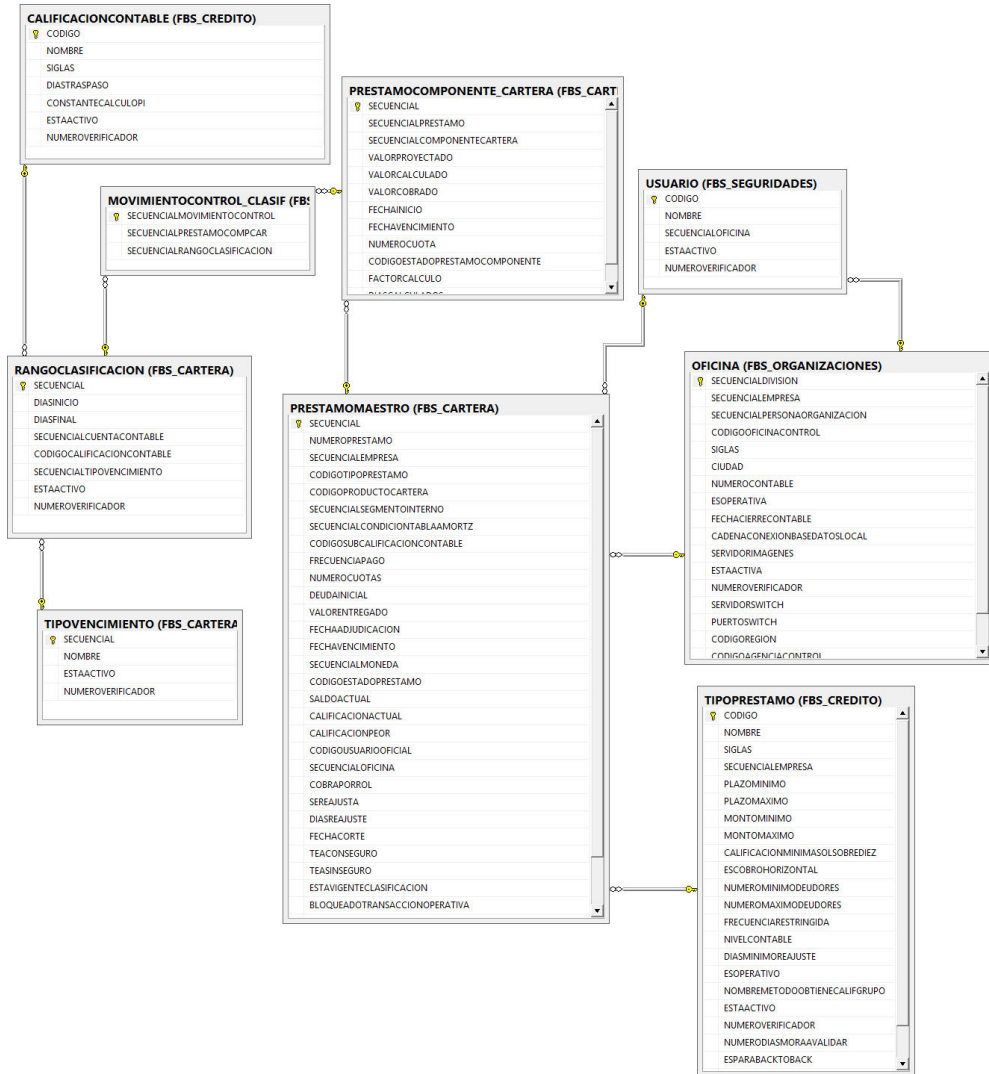 CALIFICACIONCONTABLE (FBS_CREDITO)
CODIGO
NOMBRE
SIGLAS
DIASTRASPASO
CONSTANTECALCULOPI
ESTAACTIVO
NUMEROVERIFICADOR
PRESTAMOCOMPONENTE_CARTERA (FBS_CART
SECUENCIAL
SECUENCIALPRESTAMO
SECUENCIALCOMPONENTECARTERA
VALORPROYECTADO
VALORCALCULADO
VALORCOBRADO
FECHAINICIO
FECHAVENCIMIENTO
NUMEROCUOTA
CODIGOESTADOPRESTAMOCOMPONENTE
FACTORCALCULO
DIASCALCULADOS
MOVIMIENTOCONTROL_CLASIF (FBS
SECUENCIALMOVIMIENTOCONTROL
SECUENCIALPRESTAMOCOMPCAR
SECUENCIALRANGOCLASIFICACION
USUARIO (FBS_SEGURIDADES)
CODIGO
NOMBRE
SECUENCIALOFICINA
ESTAACTIVO
NUMEROVERIFICADOR
RANGOCLASIFICACION (FBS_CARTERA)
SECUENCIAL
DIASINICIO
DIASFINAL
SECUENCIALCUENTACONTABLE
CODIGOCALIFICACIONCONTABLE
SECUENCIALTIPOVENCIMIENTO
ESTAACTIVO
NUMEROVERIFICADOR
OFICINA (FBS_ORGANIZACIONES)
SECUENCIALDIVISION
SECUENCIALEMPRESA
SECUENCIALPERSONAORGANIZACION
CODIGOOFICINACONTROL
SIGLAS
CIUDAD
NUMEROCONTABLE
ESOPERATIVA
FECHACIERRECONTABLE
CADENACONEXIONBASEDATOSLOCAL
SERVIDORIMAGENES
ESTAACTIVA
NUMEROVERIFICADOR
SERVIDORSWITCH
PUERTOSWITCH
CODIGOREGION
CODIGOAGENCIACONTROL
PRESTAMOMAESTRO (FBS_CARTERA)
SECUENCIAL
NUMEROPRESTAMO
SECUENCIALEMPRESA
CODIGOTIPOPRESTAMO
CODIGOPRODUCTOCARTERA
SECUENCIALSEGMENTOINTERNO
SECUENCIALCONDICIONTABLAAMORTZ
CODIGOSUBCALIFICACIONCONTABLE
FRECUENCIAPAGO
NUMEROCUOTAS
DEUDAINICIAL
VALORENTREGADO
FECHAADJUDICACION
FECHAVENCIMIENTO
SECUENCIALMONEDA
CODIGOESTADOPRESTAMO
SALDOACTUAL
CALIFICACIONACTUAL
CALIFICACIONPEOR
CODIGOUSUARIOOFICIAL
SECUENCIALOFICINA
COBRAPORROL
SEREAJUSTA
DIASREAJUSTE
FECHACORTE
TEACONSEGURO
TEASINSEGURO
ESTAVIGENTECLASIFICACION
BLOQUEADOTRANSACCIONOPERATIVA
TIPOVENCIMIENTO (FBS_CARTERA
SECUENCIAL
NOMBRE
ESTAACTIVO
NUMEROVERIFICADOR
TIPOPRESTAMO (FBS_CREDITO)
CODIGO
NOMBRE
SIGLAS
SECUENCIALEMPRESA
PLAZOMINIMO
PLAZOMAXIMO
MONTOMINIMO
MONTOMAXIMO
CALIFICACIONMINIMASOLSOBREDIEZ
ESCOBROHORIZONTAL
NUMEROMINIMODEUDORES
NUMEROMAXIMODEUDORES
FRECUENCIARESTRINGIDA
NIVELCONTABLE
DIASMINIMOREAJUSTE
ESOPERATIVO
NOMBREMETODOOBTIENECALIFGRUPO
ESTAACTIVO
NUMEROVERIFICADOR
NUMERODIASMORAAVALIDAR
ESPARABACKTOBACK